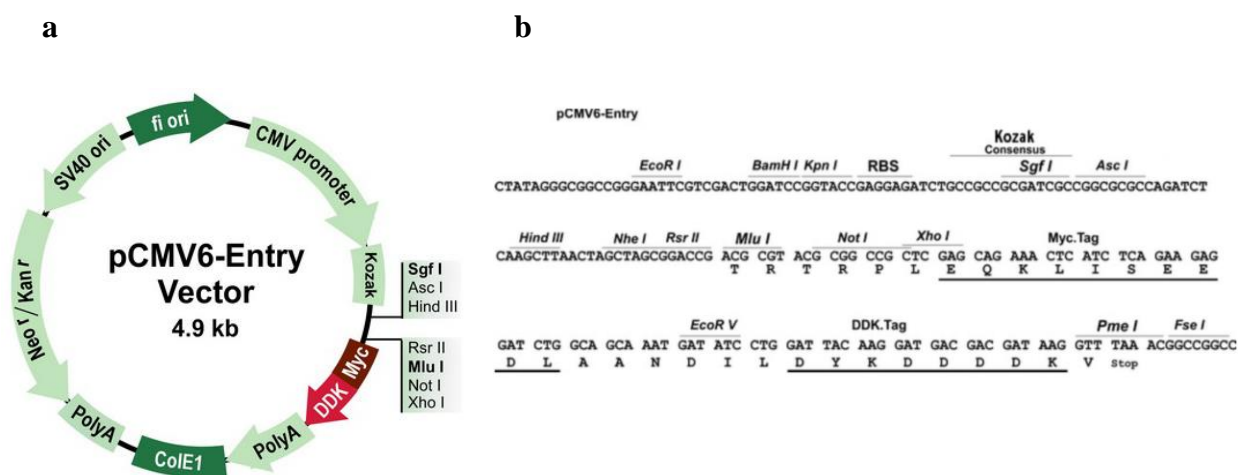 a
b
fi ori
SV40 ori
CMV promoter
Kozak
pCMV6-Entry
Vector
4.9 kb
Sgf I
Asc I
Hind III
Rsr II
Mlu I
Not I
Xho I
Neo r / Kan r
Myc
DDK
PolyA
PolyA
ColE1
pCMV6-Entry
Kozak
Consensus
EcoR I BamH I Kpn I RBS Sgf I Asc I
CTATAGGGCGGCCGGGAATTCGTCGACTGGATCCGGTACCGAGGAGATCTGCCGCCGCGATCGCCGGCGCGCCAGATCT
Hind III Nhe I Rsr II Mlu I Not I Xho I Myc.Tag
CAAGCTTAACTAGCTAGCGGACCG ACG CGT ACG CGG CCG CTC GAG CAG AAA CTC ATC TCA GAA GAG
T R T R P L E Q K L I S E E
EcoR V DDK.Tag Pme I Fse I
GAT CTG GCA GCA AAT GAT ATC CTG GAT TAC AAG GAT GAC GAC GAT AAG GTT TAA ACGGCCGGCC
D L A A N D I L D Y K D D D D K V Stop